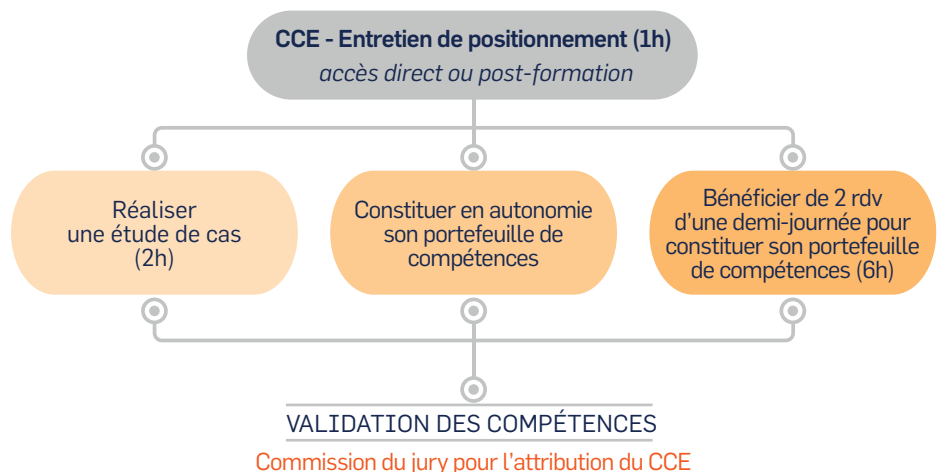 CCE - Entretien de positionnement (1h)
accès direct ou post-formation
Réaliser
une étude de cas
(2h)
Constituer en autonomie
son portefeuille de
compétences
Bénéficier de 2 rdv
d'une demi-journée pour
constituer son portefeuille
de compétences (6h)
VALIDATION DES COMPÉTENCES
Commission du jury pour l'attribution du CCE